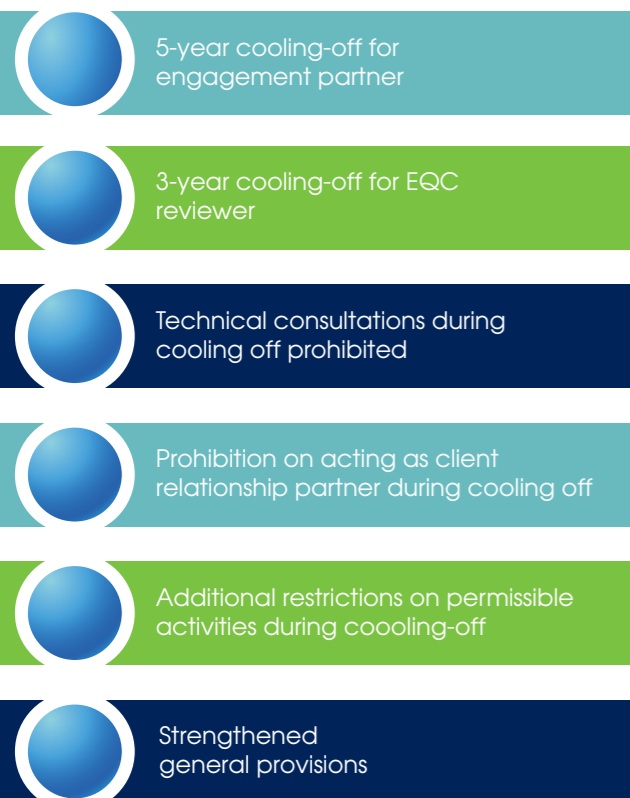 5-year cooling-off for
engagement partner
3-year cooling-off for EQC
reviewer
Technical consultations during
cooling off prohibited
Prohibition on acting as client
relationship partner during cooling off
Additional restrictions on permissible
activities during coooling-off
Strengthened
general provisions